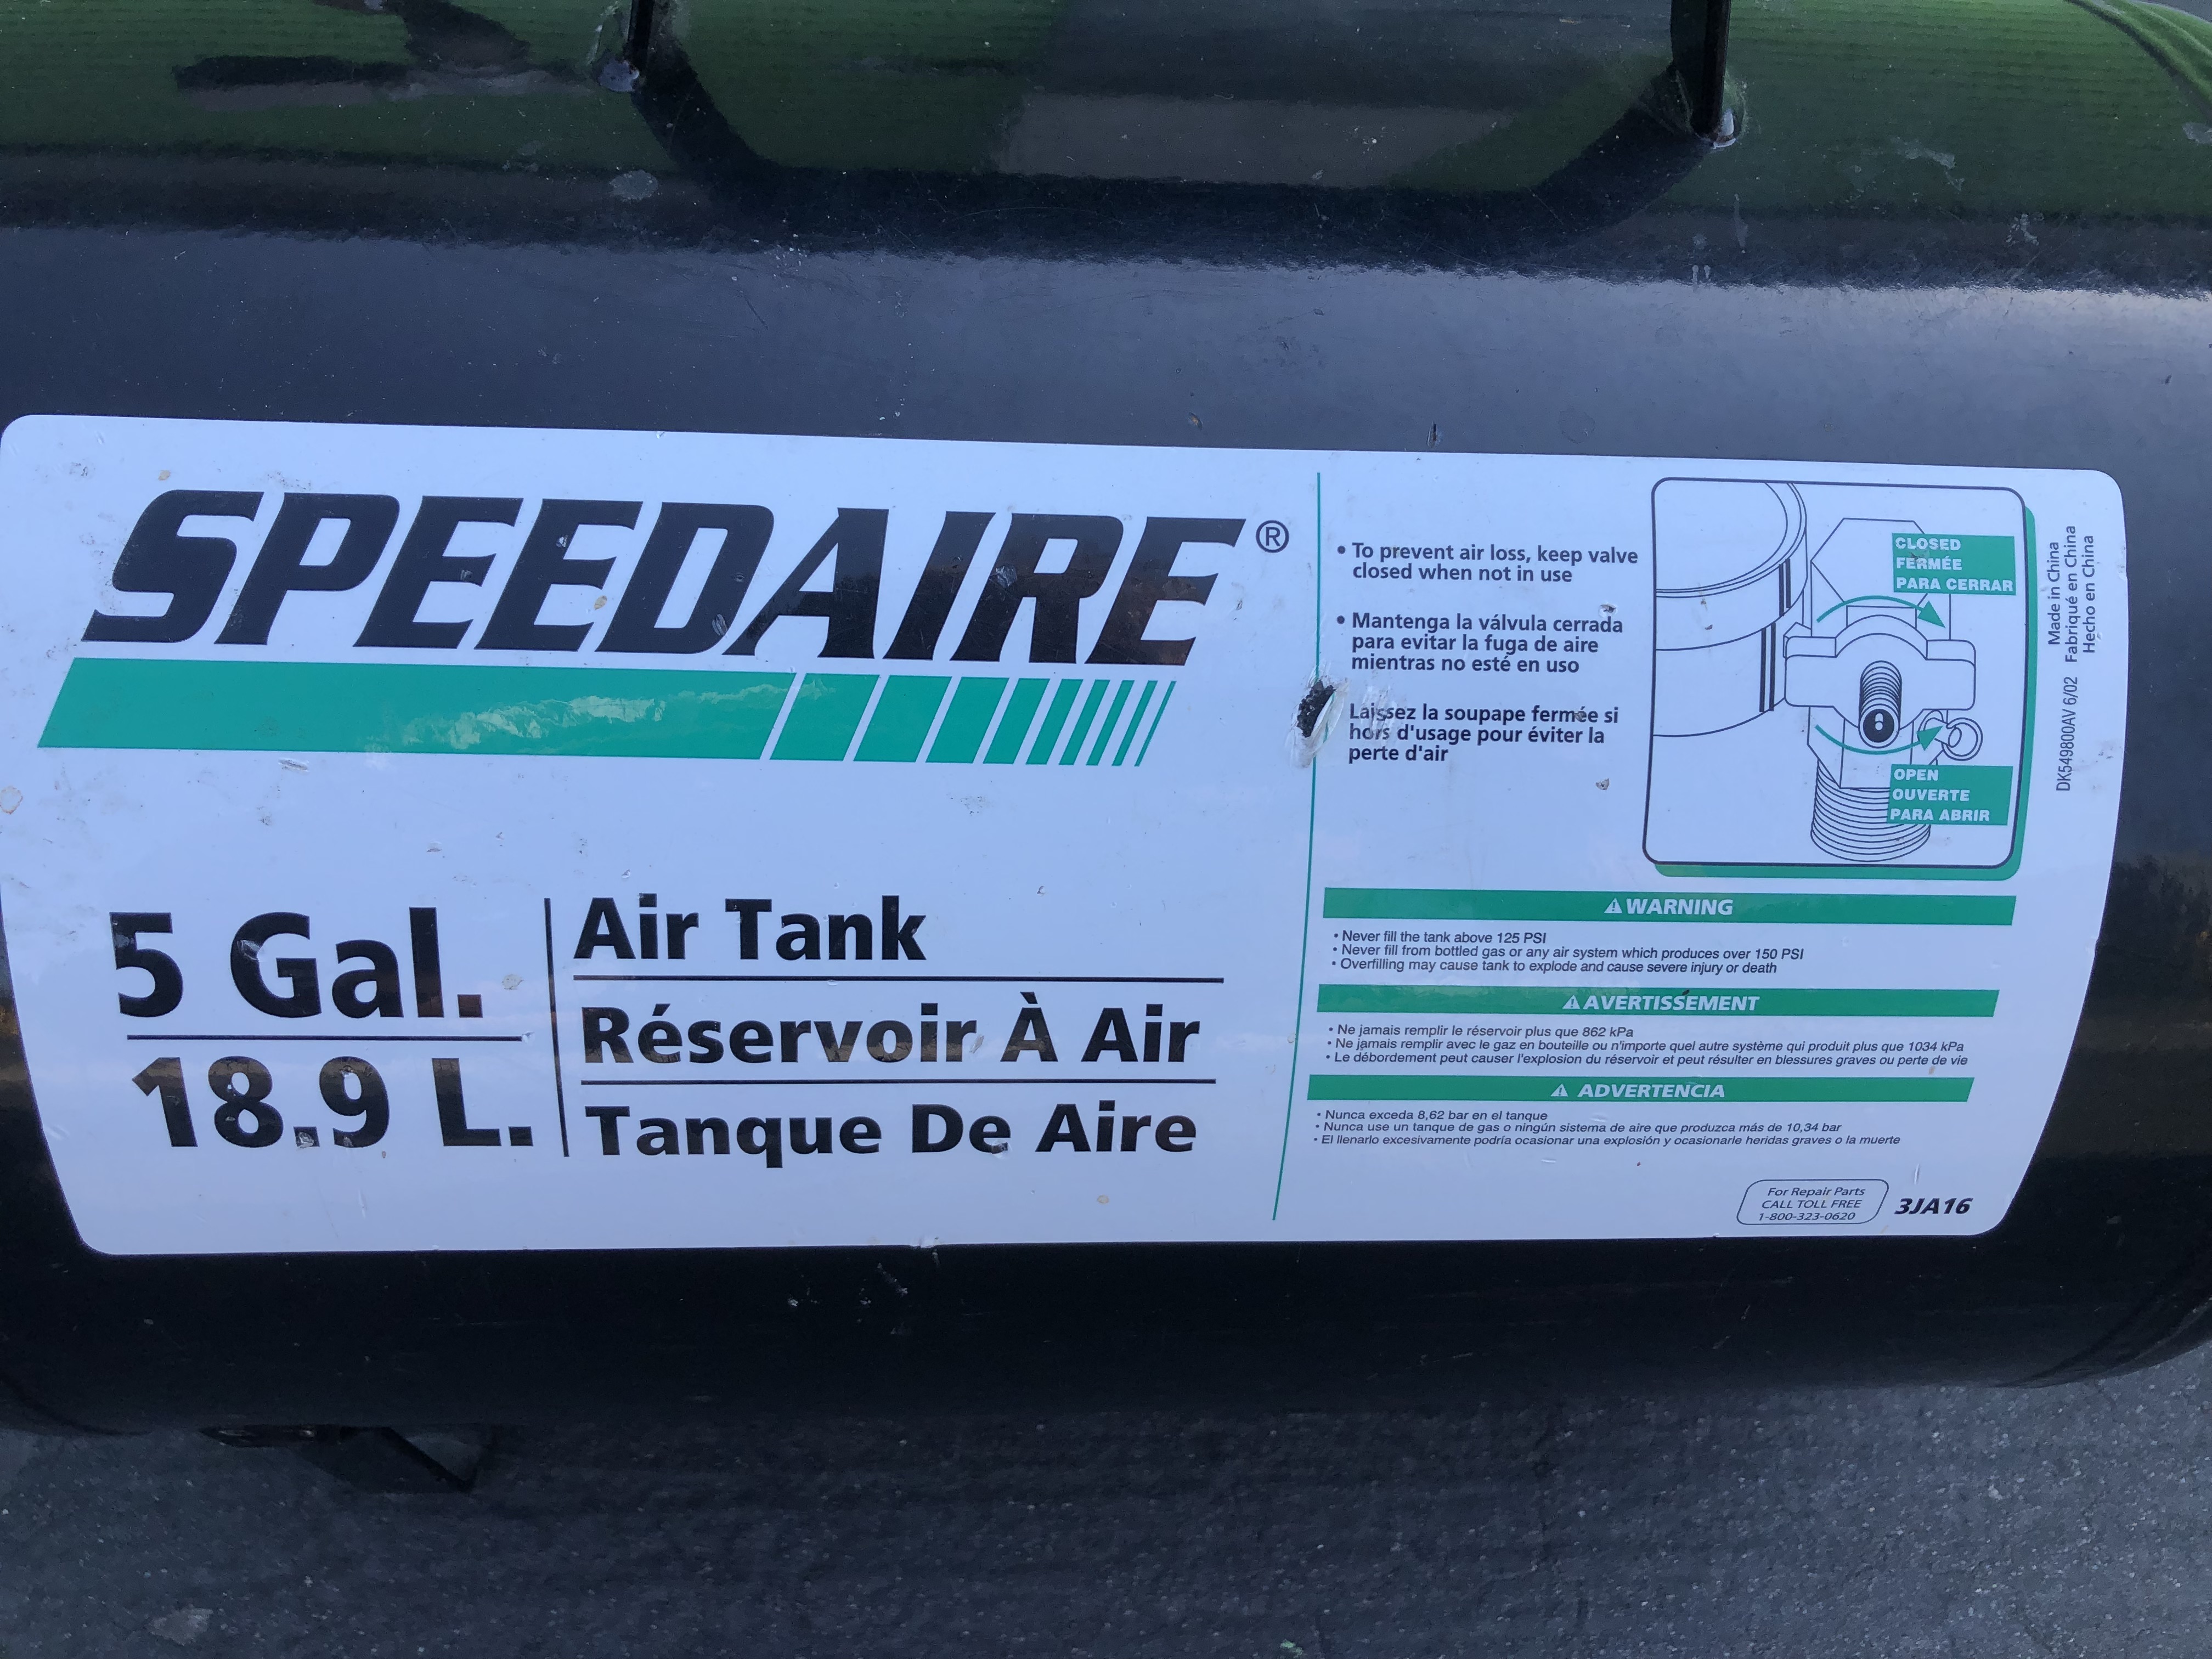 SPEEDAIRE®
5 Gal.
18.9 L.
Air Tank
Réservoir À Air
Tanque De Aire
• To prevent air loss, keep valve
closed when not in use
• Mantenga la válvula cerrada
para evitar la fuga de aire
mientras no esté en uso
Laissez la soupape fermée si
hors d'usage pour éviter la
perte d'air
CLOSED
FERMÉE
PARA CERRAR
OPEN
OUVERTE
PARA ABRIR
Made in China
Fabriqué en China
Hecho en China
DK549800AV 6/02
⚠ WARNING
• Never fill the tank above 125 PSI
• Never fill from bottled gas or any air system which produces over 150 PSI
• Overfilling may cause tank to explode and cause severe injury or death
⚠ AVERTISSEMENT
• Ne jamais remplir le réservoir plus que 862 kPa
• Ne jamais remplir avec le gaz en bouteille ou n'importe quel autre système qui produit plus que 1034 kPa
• Le débordement peut causer l'explosion du réservoir et peut résulter en blessures graves ou perte de vie
⚠ ADVERTENCIA
• Nunca exceda 8,62 bar en el tanque
• Nunca use un tanque de gas o ningún sistema de aire que produzca más de 10,34 bar
• El llenarlo excesivamente podría ocasionar una explosión y ocasionarle heridas graves o la muerte
For Repair Parts
CALL TOLL FREE
1-800-323-0620
3JA16